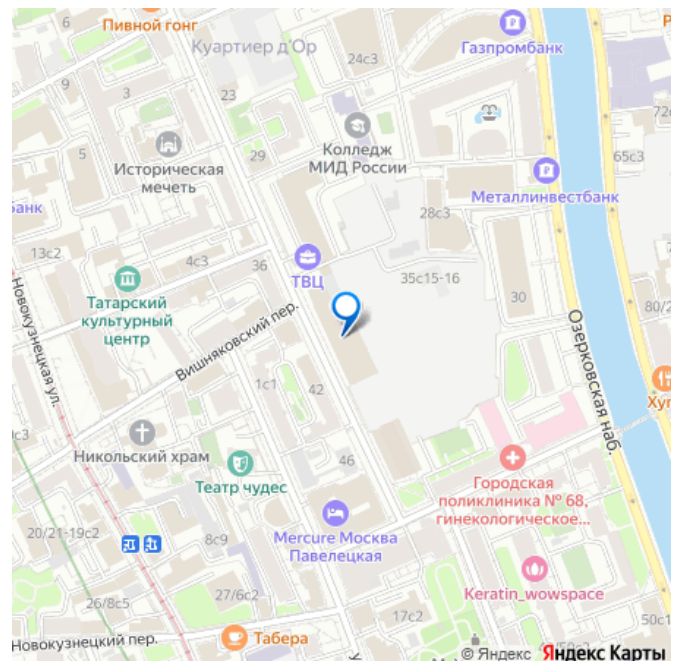 Пивной гонг
Куартиер д'Ор
Газпромбанк
24с3
6
9
3
23
72с
Колледж
МИД России
65с3
5
29
Историческая
мечеть
Металлинвестбанк
банк
28с3
13с2
4с3
36
ТВЦ
35с15-16
30
80/2
Татарский
культурный
центр
Вишняковский пер.
Новокузнецкая ул.
Озерковская наб.
1с1
42
Хуг
с3
Никольский храм
46
Театр чудес
Городская
поликлиника № 68,
гинекологическое...
20/21-19с2
8с9
Mercure Москва
Павелецкая
Keratin_wowspace
26/8с5
27/6с2
17с2
50с1
Новокузнецкий пер.
Табера
© Яндекс Яндекс Карты